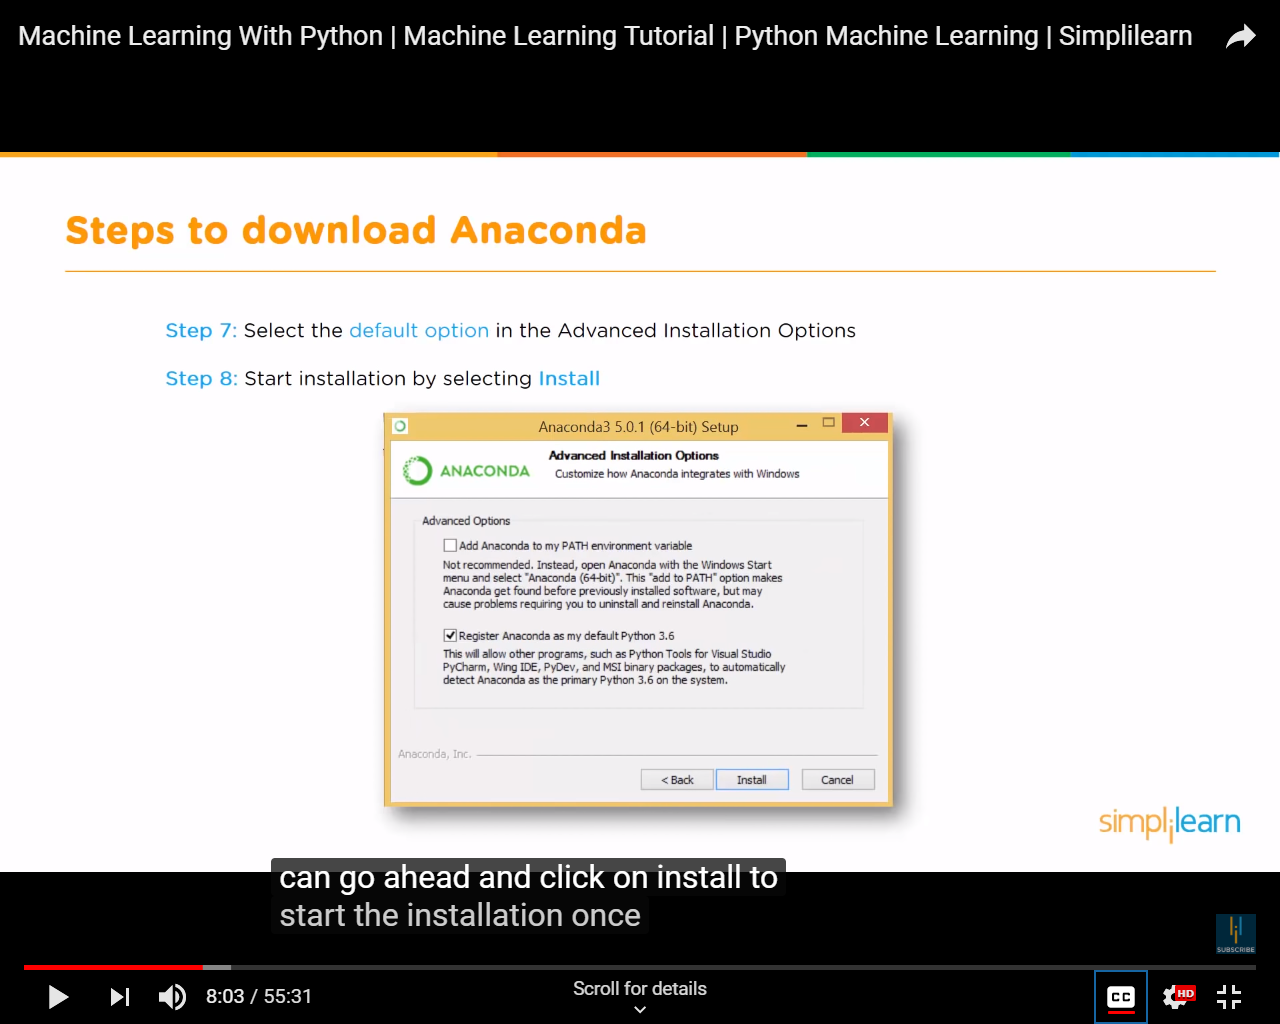 Machine Learning With Python | Machine Learning Tutorial | Python Machine Learning | Simplilearn
Steps to download Anaconda
Step 7: Select the default option in the Advanced Installation Options
Step 8: Start installation by selecting Install
Anaconda3 5.0.1 (64-bit) Setup
ANACONDA
Advanced Installation Options
Customize how Anaconda integrates with Windows
Advanced Options
Add Anaconda to my PATH environment variable
Not recommended. Instead, open Anaconda with the Windows Start
menu and select "Anaconda (64-bit)". This "add to PATH" option makes
Anaconda get found before previously installed software, but may
cause problems requiring you to uninstall and reinstall Anaconda.
Register Anaconda as my default Python 3.6
This will allow other programs, such as Python Tools for Visual Studio
PyCharm, Wing IDE, PyDev, and MSI binary packages, to automatically
detect Anaconda as the primary Python 3.6 on the system.
Anaconda, Inc.
< Back
Install
Cancel
simplilearn
can go ahead and click on install to
start the installation once
SUBSCRIBE
8:03 / 55:31
Scroll for details
CC
HD